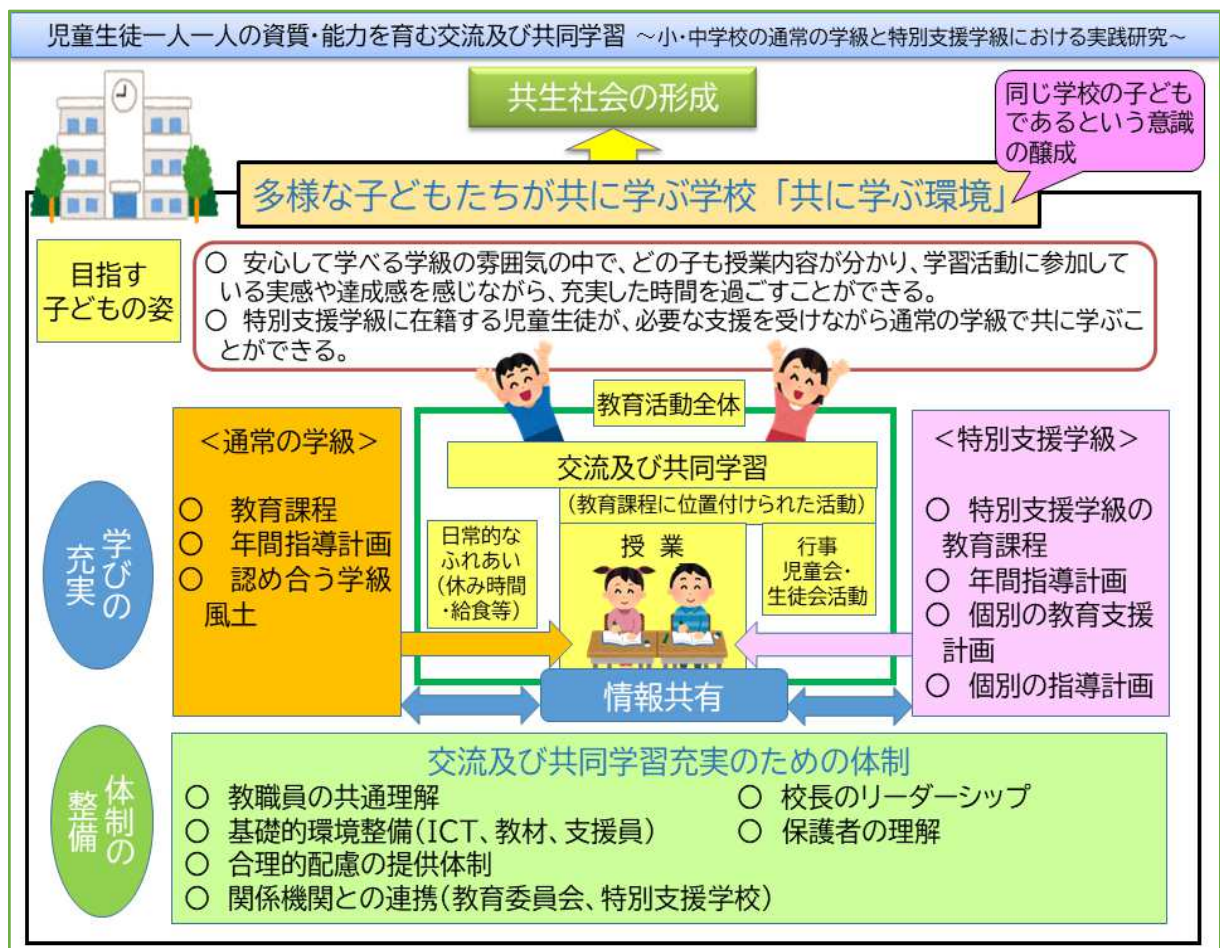 児童生徒一人一人の資質・能力を育む交流及び共同学習 ～小・中学校の通常の学級と特別支援学級における実践研究～
共生社会の形成
同じ学校の子ども
であるという意識
の醸成
多様な子どもたちが共に学ぶ学校「共に学ぶ環境」
目指す
子どもの姿
○ 安心して学べる学級の雰囲気の中で、どの子も授業内容が分かり、学習活動に参加して
いる実感や達成感を感じながら、充実した時間を過ごすことができる。
○ 特別支援学級に在籍する児童生徒が、必要な支援を受けながら通常の学級で共に学ぶこ
とができる。
学びの
充実
＜通常の学級＞
○ 教育課程
○ 年間指導計画
○ 認め合う学級
風土
教育活動全体
交流及び共同学習
(教育課程に位置付けられた活動)
日常的な
ふれあい
(休み時間
・給食等)
授 業
行事
児童会・
生徒会活動
＜特別支援学級＞
○ 特別支援学級の
教育課程
○ 年間指導計画
○ 個別の教育支援
計画
○ 個別の指導計画
情報共有
体制の
整備
交流及び共同学習充実のための体制
○ 教職員の共通理解
○ 基礎的環境整備(ICT、教材、支援員)
○ 合理的配慮の提供体制
○ 関係機関との連携(教育委員会、特別支援学校)
○ 校長のリーダーシップ
○ 保護者の理解